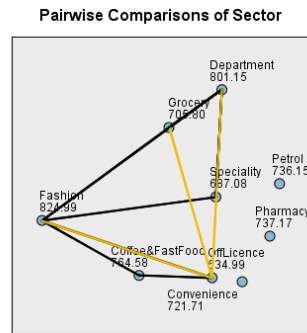 Pairwise Comparisons of Sector
Department
801.15
Grocery
705.80
Petrol
736.15
Speciality
687.08
Fashion
824.99
Pharmacy
737.17
Coffee&FastFood
764.58
OffLicence
634.99
Convenience
721.71